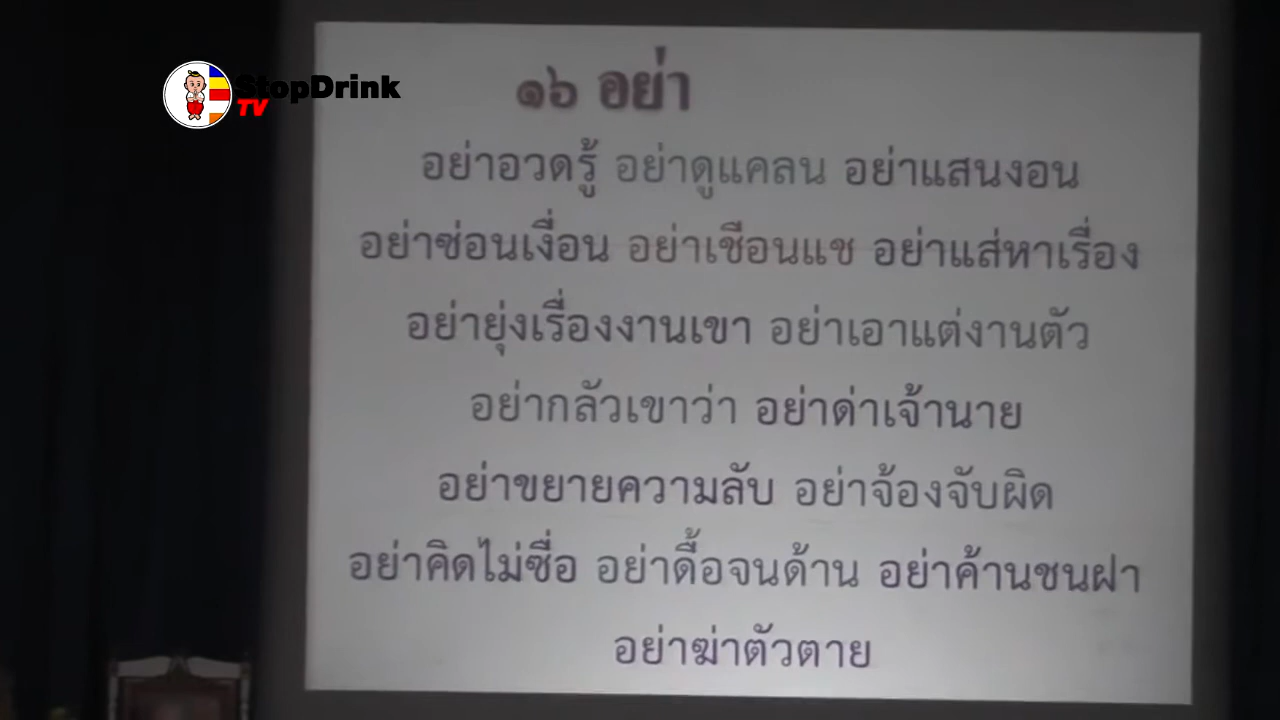 StopDrink
TV
๑๖ อย่า
อย่าอวดรู้ อย่าดูแคลน อย่าแสนงอน
อย่าซ่อนเงื่อน อย่าเชือนแช อย่าแส่หาเรื่อง
อย่ายุ่งเรื่องงานเขา อย่าเอาแต่งานตัว
อย่ากลัวเขาว่า อย่าด่าเจ้านาย
อย่าขยายความลับ อย่าจ้องจับผิด
อย่าคิดไม่ซื่อ อย่าดื้อจนด้าน อย่าค้านชนฝา
อย่าฆ่าตัวตาย